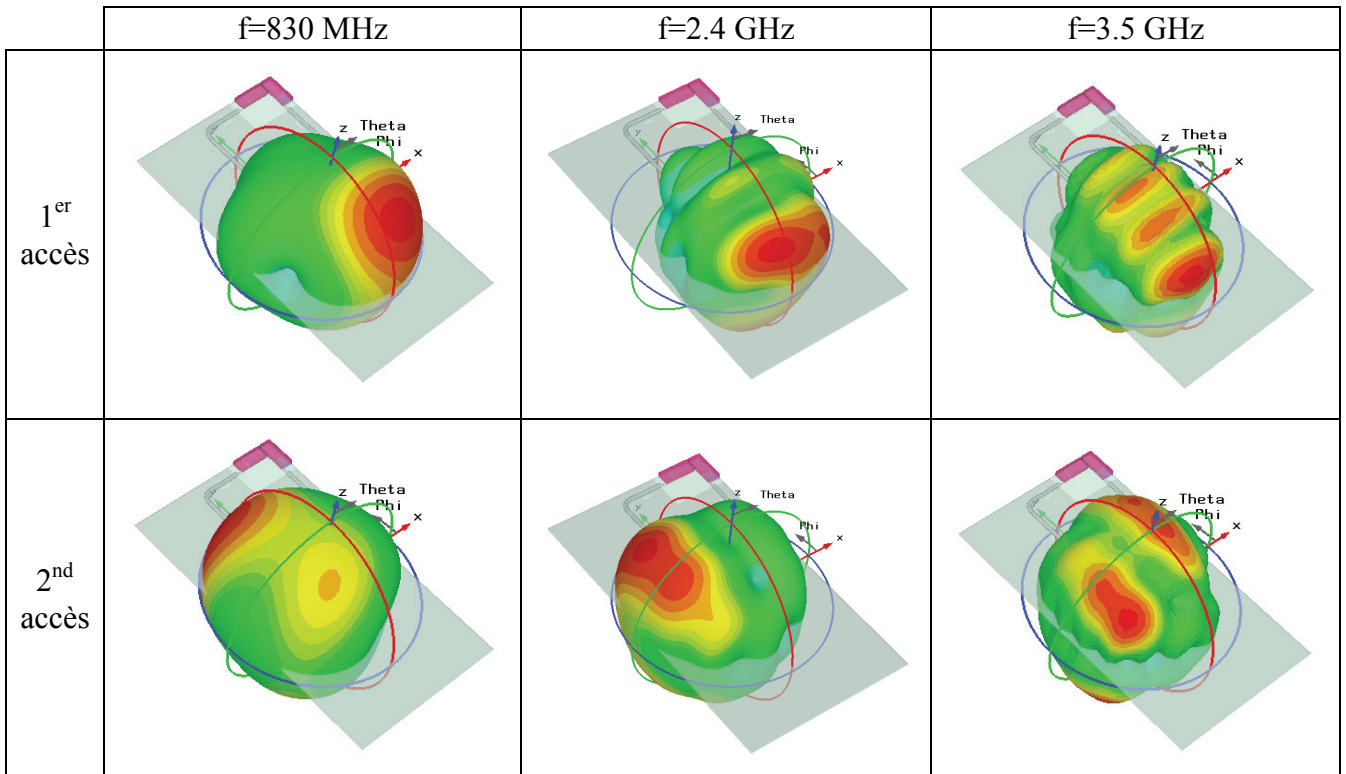 f=830 MHz f=2.4 GHz f=3.5 GHz
1er
accès
z Theta
Phi
x
y
z Theta
Phi
x
z Theta
Phi
x
2nd
accès
z Theta
Phi
x
y
z Theta
Phi
x
z Theta
Phi
x